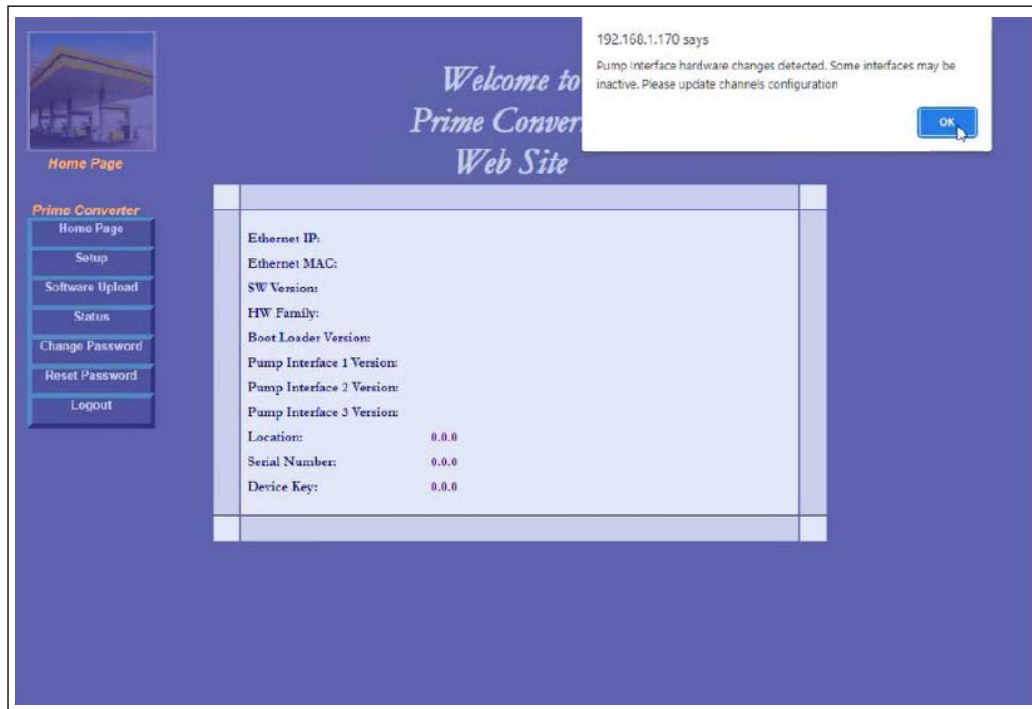 192.168.1.170 says
Pump Interface hardware changes detected. Some interfaces may be
inactive. Please update channels configuration
OK
Welcome to
Prime Conver
Web Site
Home Page
Prime Converter
Home Page
Setup
Software Upload
Status
Change Password
Reset Password
Logout
Ethernet IP:
Ethernet MAC:
SW Version:
HW Family:
Boot Loader Version:
Pump Interface 1 Version:
Pump Interface 2 Version:
Pump Interface 3 Version:
Location: 0.0.0
Serial Number: 0.0.0
Device Key: 0.0.0